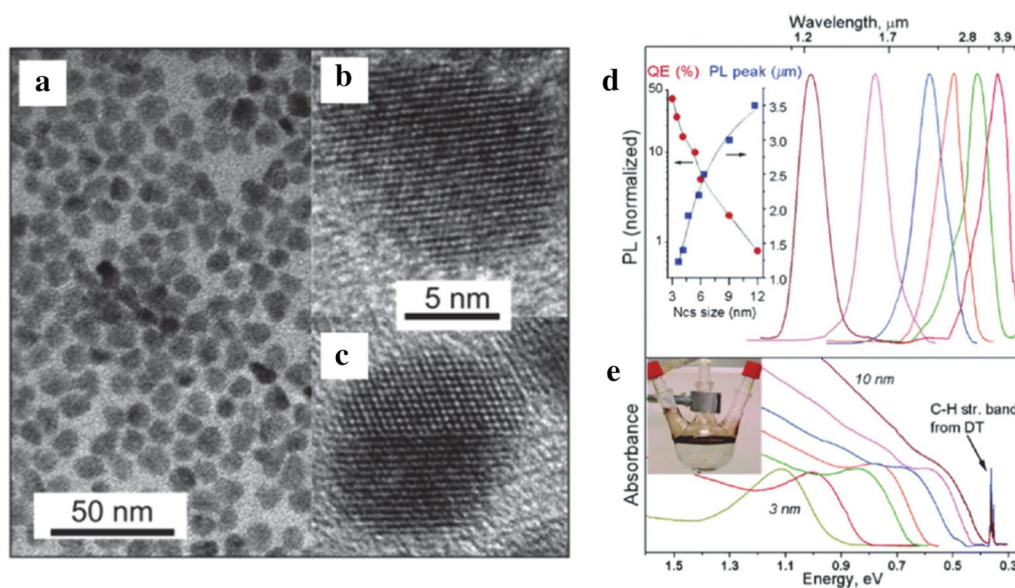 a
50 nm
b
5 nm
c
Wavelength, µm
1.2 1.7 2.8 3.9
d
PL (normalized)
QE (%) PL peak (µm)
50
10
1
3.5
3.0
2.5
2.0
1.5
1.0
3 6 9 12
Ncs size (nm)
e
Absorbance
10 nm
3 nm
C-H str. band
from DT
1.5 1.3 1.1 0.9 0.7 0.5 0.3
Energy, eV